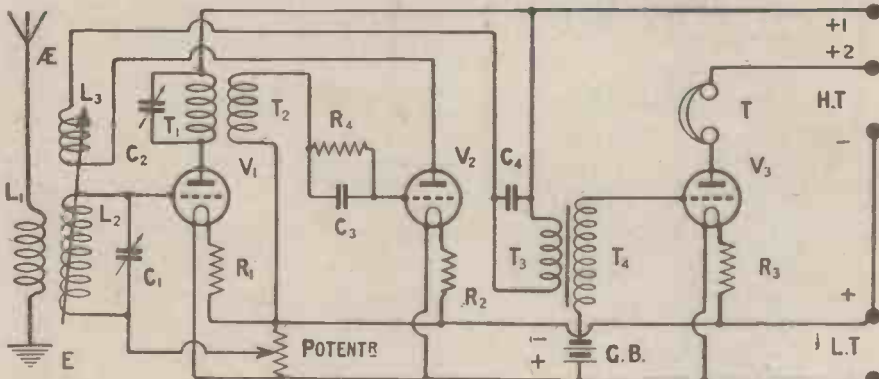 Æ
+1
+2
H.T
−
L₃
C₂
T₁
T₂
R₄
T
V₁
V₂
C₄
V₃
L₁
L₂
C₃
C₁
R₁
T₃
T₄
R₂
R₃
+
E
POTENTR
−
+
G.B.
L.T